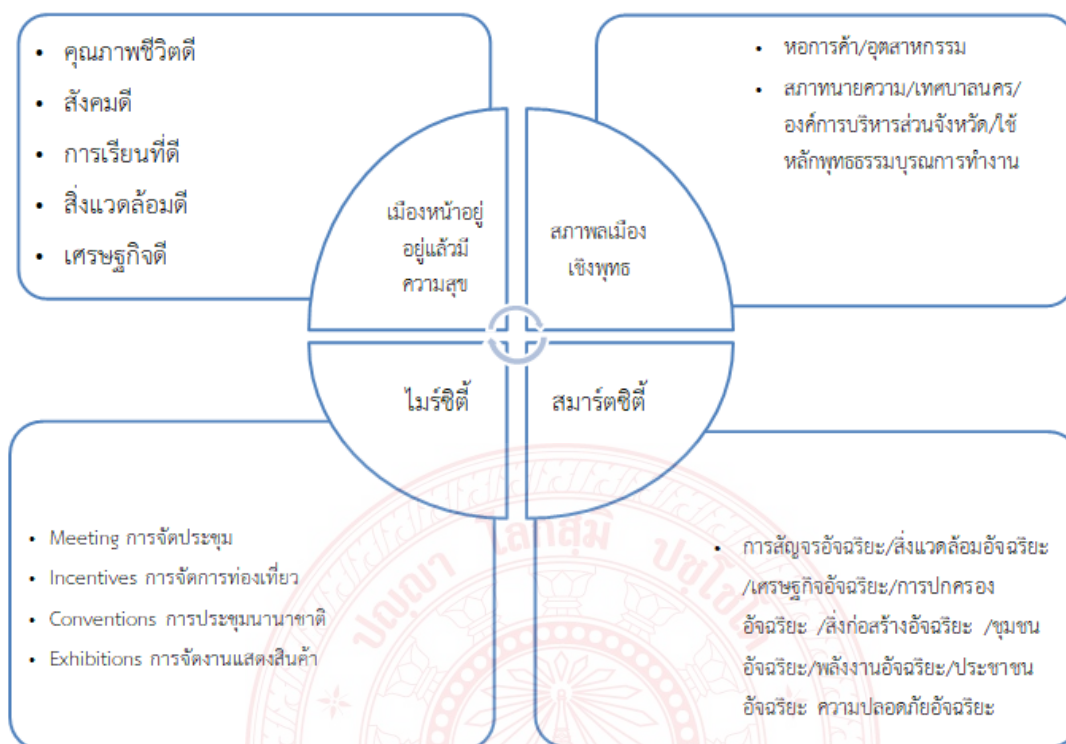 • คุณภาพชีวิตดี
• สังคมดี
• การเรียนที่ดี
• สิ่งแวดล้อมดี
• เศรษฐกิจดี
• หอการค้า/อุตสาหกรรม
• สภาทนายความ/เทศบาลนคร/
องค์การบริหารส่วนจังหวัด/ใช้
หลักพุทธธรรมบูรณการทำงาน
เมืองหน้าอยู่
อยู่แล้วมี
ความสุข
สภาพลเมือง
เชิงพุทธ
ไมร์ซิตี้
สมาร์ตซิตี้
• Meeting การจัดประชุม
• Incentives การจัดการท่องเที่ยว
• Conventions การประชุมนานาชาติ
• Exhibitions การจัดงานแสดงสินค้า
• การสัญจรอัจฉริยะ/สิ่งแวดล้อมอัจฉริยะ
/เศรษฐกิจอัจฉริยะ/การปกครอง
อัจฉริยะ /สิ่งก่อสร้างอัจฉริยะ /ชุมชน
อัจฉริยะ/พลังงานอัจฉริยะ/ประชาชน
อัจฉริยะ ความปลอดภัยอัจฉริยะ
ปญฺญา โลกสฺมิ ปชฺโชโต